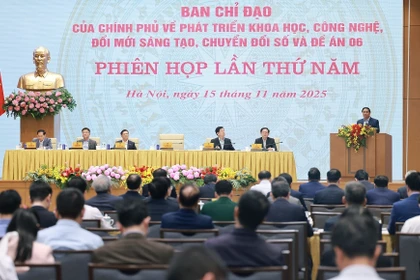 BAN CHỈ ĐẠO
CỦA CHÍNH PHỦ VỀ PHÁT TRIỂN KHOA HỌC, CÔNG NGHỆ,
ĐỔI MỚI SÁNG TẠO, CHUYỂN ĐỔI SỐ VÀ ĐỀ ÁN 06
PHIÊN HỌP LẦN THỨ NĂM
Hà Nội, ngày 15 tháng 11 năm 2025